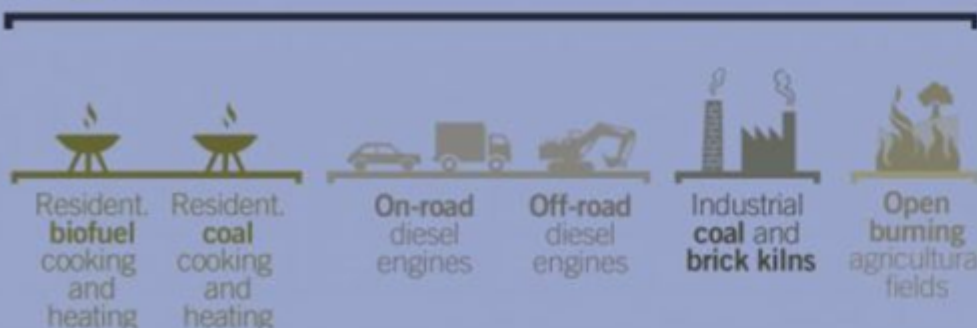 Resident.
biofuel
cooking
and
heating
Resident.
coal
cooking
and
heating
On-road
diesel
engines
Off-road
diesel
engines
Industrial
coal and
brick kilns
Open
burning
agricultura
fields